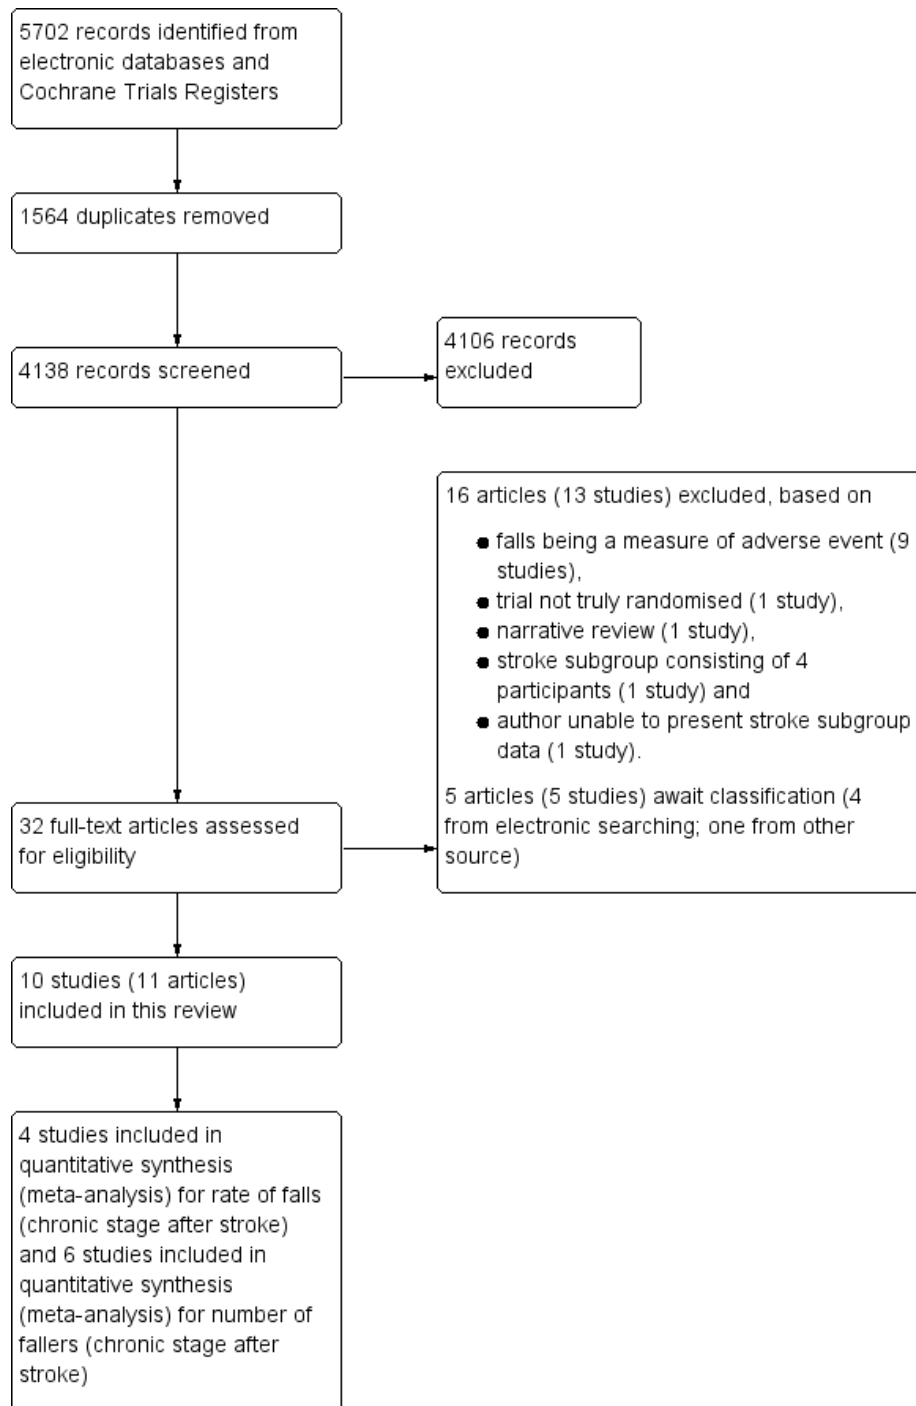 5702 records identified from
electronic databases and
Cochrane Trials Registers
1564 duplicates removed
4138 records screened
4106 records
excluded
16 articles (13 studies) excluded, based on
● falls being a measure of adverse event (9
studies),
● trial not truly randomised (1 study),
● narrative review (1 study),
● stroke subgroup consisting of 4
participants (1 study) and
● author unable to present stroke subgroup
data (1 study).
5 articles (5 studies) await classification (4
from electronic searching; one from other
source)
32 full-text articles assessed
for eligibility
10 studies (11 articles)
included in this review
4 studies included in
quantitative synthesis
(meta-analysis) for rate of falls
(chronic stage after stroke)
and 6 studies included in
quantitative synthesis
(meta-analysis) for number of
fallers (chronic stage after
stroke)